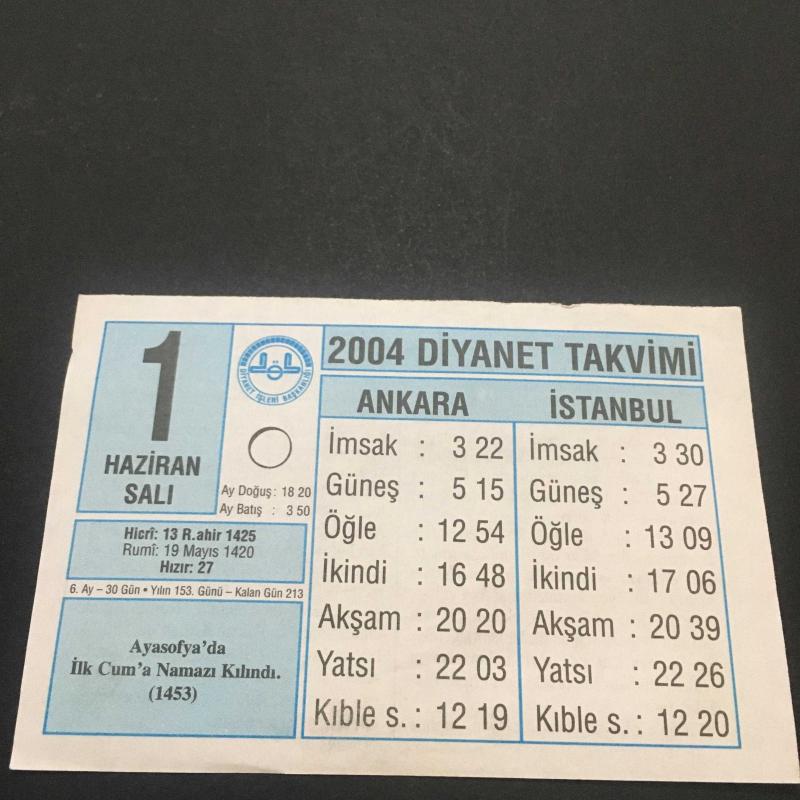 1
HAZİRAN
SALI
DİYANET İŞLERİ BAŞKANLIĞI
Ay Doğuş : 18 20
Ay Batış : 3 50
Hicrî: 13 R.ahir 1425
Rumî: 19 Mayıs 1420
Hızır: 27
6. Ay – 30 Gün • Yılın 153. Günü – Kalan Gün 213
Ayasofya'da
İlk Cum'a Namazı Kılındı.
(1453)
2004 DİYANET TAKVİMİ
ANKARA
İmsak : 3 22
Güneş : 5 15
Öğle : 12 54
İkindi : 16 48
Akşam : 20 20
Yatsı : 22 03
Kıble s. : 12 19
İSTANBUL
İmsak : 3 30
Güneş : 5 27
Öğle : 13 09
İkindi : 17 06
Akşam : 20 39
Yatsı : 22 26
Kıble s. : 12 20